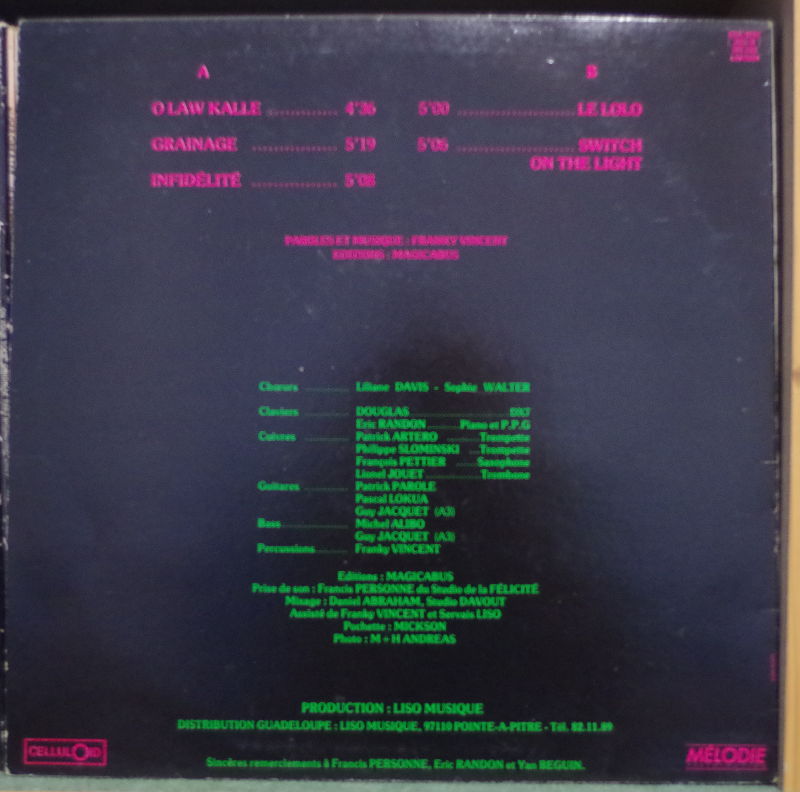 A
O LAW KALLE ............ 4'36
GRAINAGE ............... 5'19
INFIDÉLITÉ ............... 5'08
B
5'00 .................... LE LOLO
5'05 .................... SWITCH
ON THE LIGHT
PAROLES ET MUSIQUE : FRANKY VINCENT
EDITIONS : MAGICABUS
Chœurs ............ Liliane DAVIS - Sophie WALTER
Claviers ............ DOUGLAS ............ DX7
Eric RANDON ............ Piano et P.P.G
Cuivres ............ Patrick ARTERO ............ Trompette
Philippe SLOMINSKI .... Trompette
François PETTIER ...... Saxophone
Lionel JOUET ............ Trombone
Guitares ............ Patrick PAROLE
Pascal LOKUA
Guy JACQUET (A3)
Bass ............ Michel ALIBO
Guy JACQUET (A3)
Percussions ......... Franky VINCENT
Editions : MAGICABUS
Prise de son : Francis PERSONNE du Studio de la FÉLICITÉ
Mixage : Daniel ABRAHAM, Studio DAVOUT
Assisté de Franky VINCENT et Servais LISO
Pochette : MICKSON
Photo : M + H ANDREAS
PRODUCTION : LISO MUSIQUE
DISTRIBUTION GUADELOUPE : LISO MUSIQUE, 97110 POINTE-A-PITRE - Tél. 82.11.89
CELLULOID
MÉLODIE
Sincères remerciements à Francis PERSONNE, Eric RANDON et Yan BEGUIN.